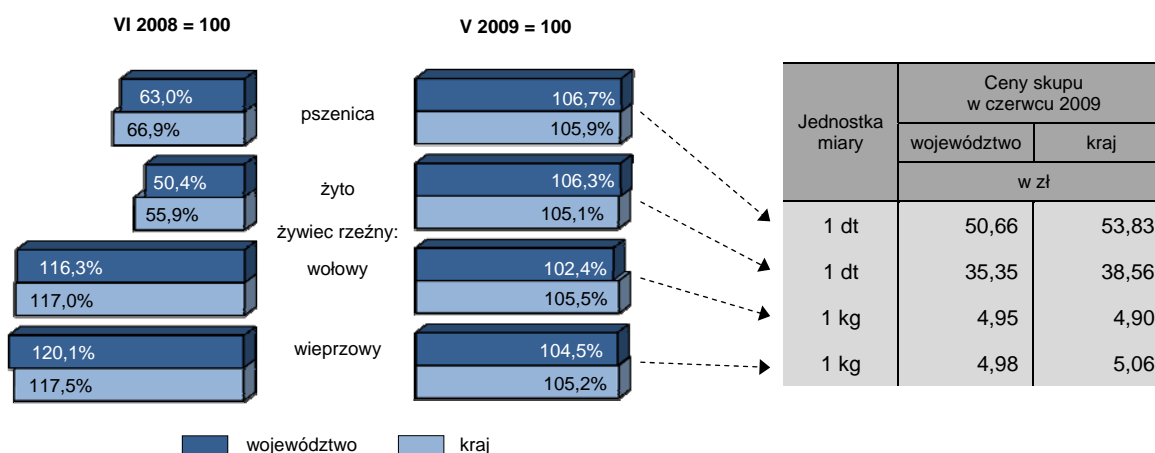 VI 2008 = 100
V 2009 = 100
63,0%
66,9%
pszenica
106,7%
105,9%
50,4%
55,9%
żyto
106,3%
105,1%
żywiec rzeźny:
116,3%
117,0%
wołowy
102,4%
105,5%
120,1%
117,5%
wieprzowy
104,5%
105,2%
województwo
kraj
Jednostka
miary
Ceny skupu
w czerwcu 2009
województwo kraj
w zł
1 dt 50,66 53,83
1 dt 35,35 38,56
1 kg 4,95 4,90
1 kg 4,98 5,06